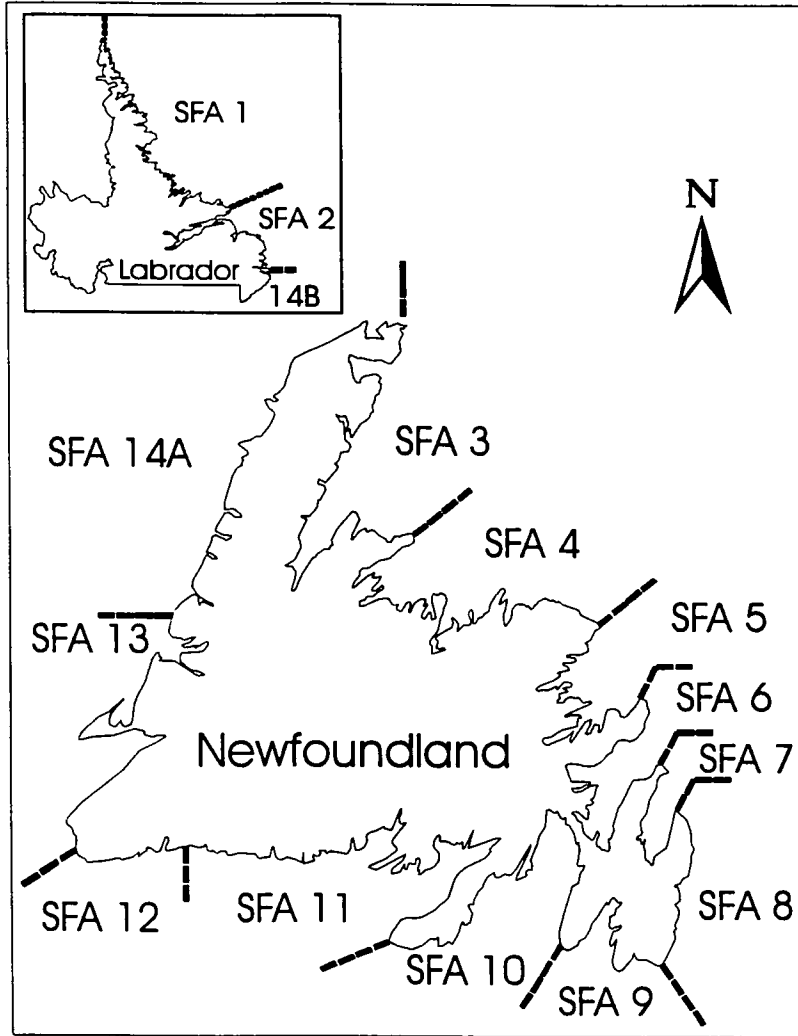 SFA 1
SFA 2
Labrador
14B
N
SFA 14A
SFA 3
SFA 4
SFA 13
SFA 5
SFA 6
Newfoundland
SFA 7
SFA 12
SFA 11
SFA 8
SFA 10
SFA 9